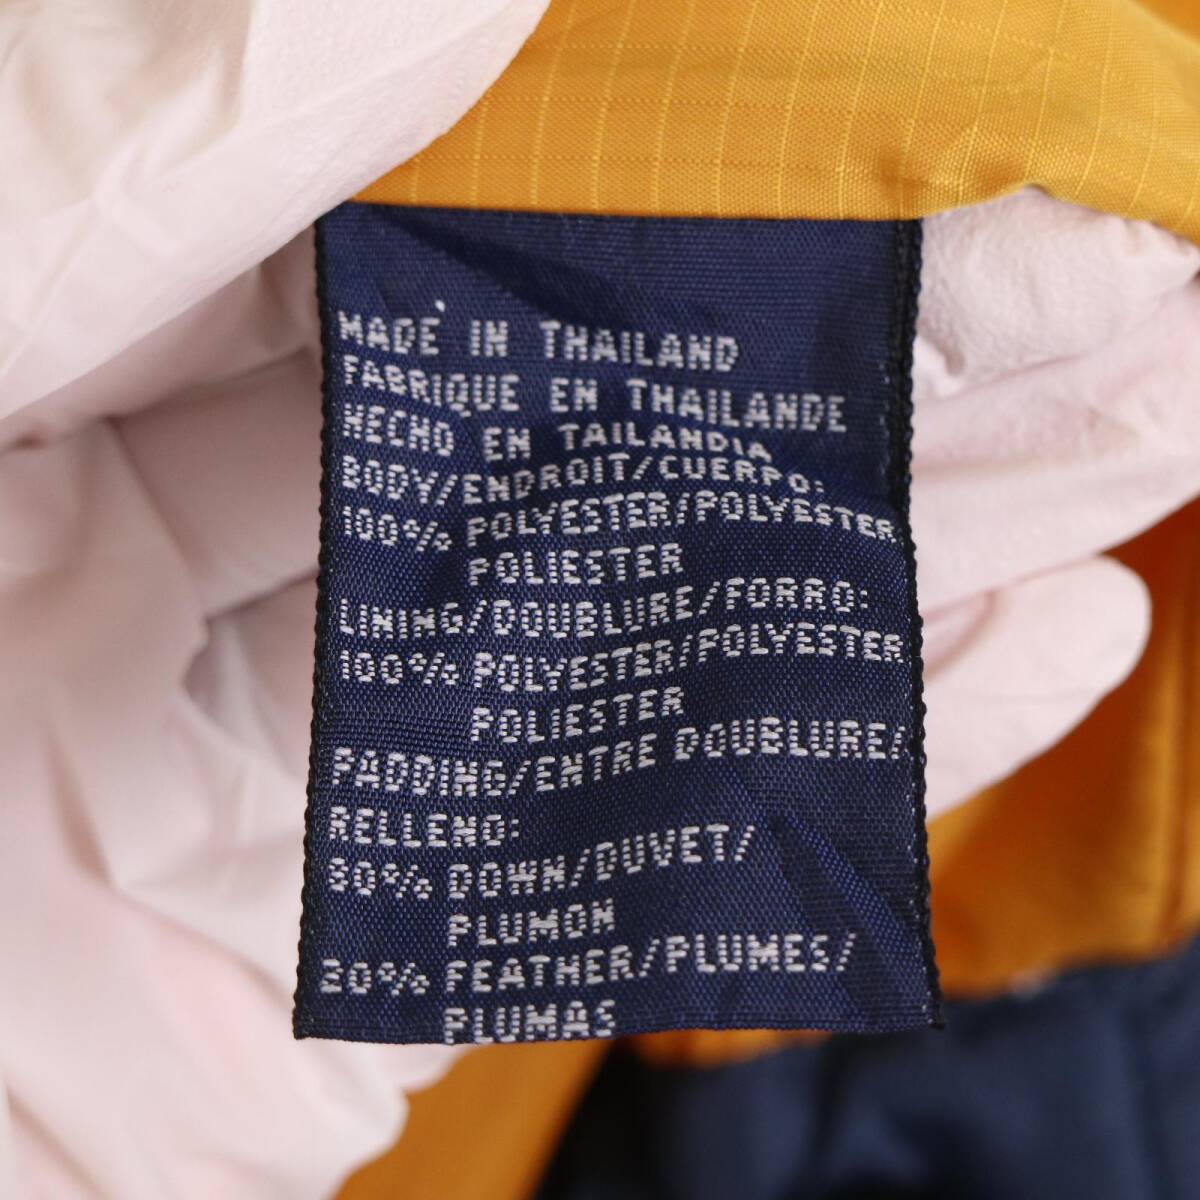 MADE IN THAILAND
FABRIQUE EN THAILANDE
HECHO EN TAILANDIA
BODY/ENDROIT/CUERPO:
100% POLYESTER/POLYESTER
POLIESTER
LINING/DOUBLURE/FORRO:
100% POLYESTER/POLYESTER
POLIESTER
PADDING/ENTRE DOUBLURE/
RELLENO:
80% DOWN/DUVET/
PLUMON
20% FEATHER/PLUMES/
PLUMAS